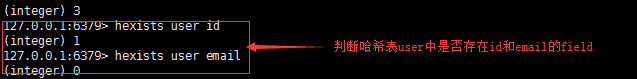 (integer) 3
127.0.0.1:6379> hexists user id
(integer) 1
127.0.0.1:6379> hexists user email
(integer) 0
判断哈希表user中是否存在id和email的field